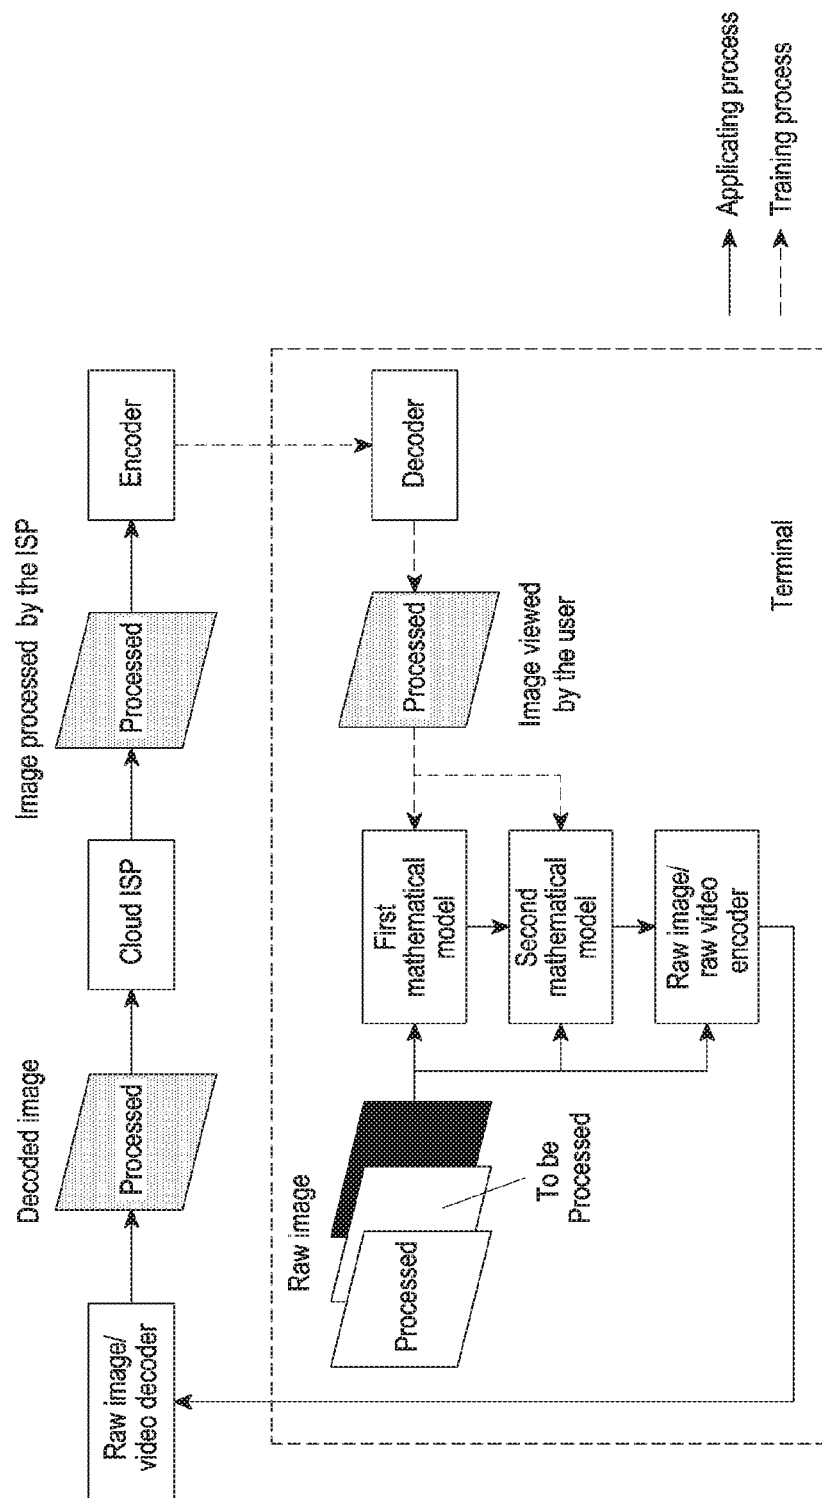 Decoded image
Image processed by the ISP
Raw image/
video decoder
Processed
Cloud ISP
Processed
Encoder
Raw image
Processed
To be
Processed
First
mathematical
model
Second
mathematical
model
Raw image/
raw video
encoder
Processed
Image viewed
by the user
Decoder
Terminal
Applicating process
Training process